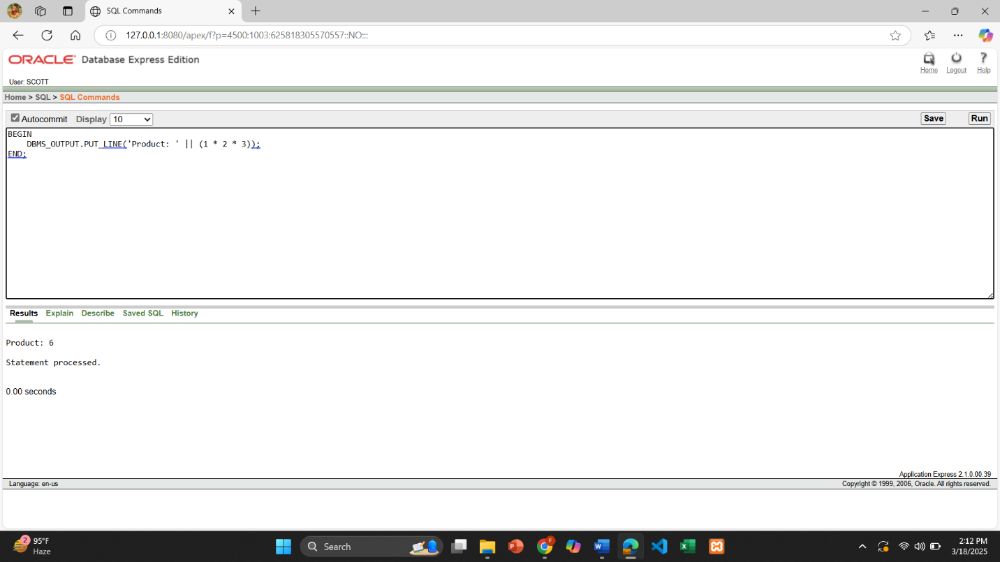 SQL Commands
127.0.0.1:8080/apex/f?p=4500:1003:625818305570557::NO:::
ORACLE Database Express Edition
Home Logout Help
User: SCOTT
Home > SQL > SQL Commands
Autocommit Display 10 Save Run
BEGIN
    DBMS_OUTPUT.PUT_LINE('Product: ' || (1 * 2 * 3));
END;
Results Explain Describe Saved SQL History
Product: 6
Statement processed.
0.00 seconds
Application Express 2.1.0.00.39
Language: en-us Copyright © 1999, 2006, Oracle. All rights reserved.
2 95°F
Haze
Search
F
2:12 PM
3/18/2025